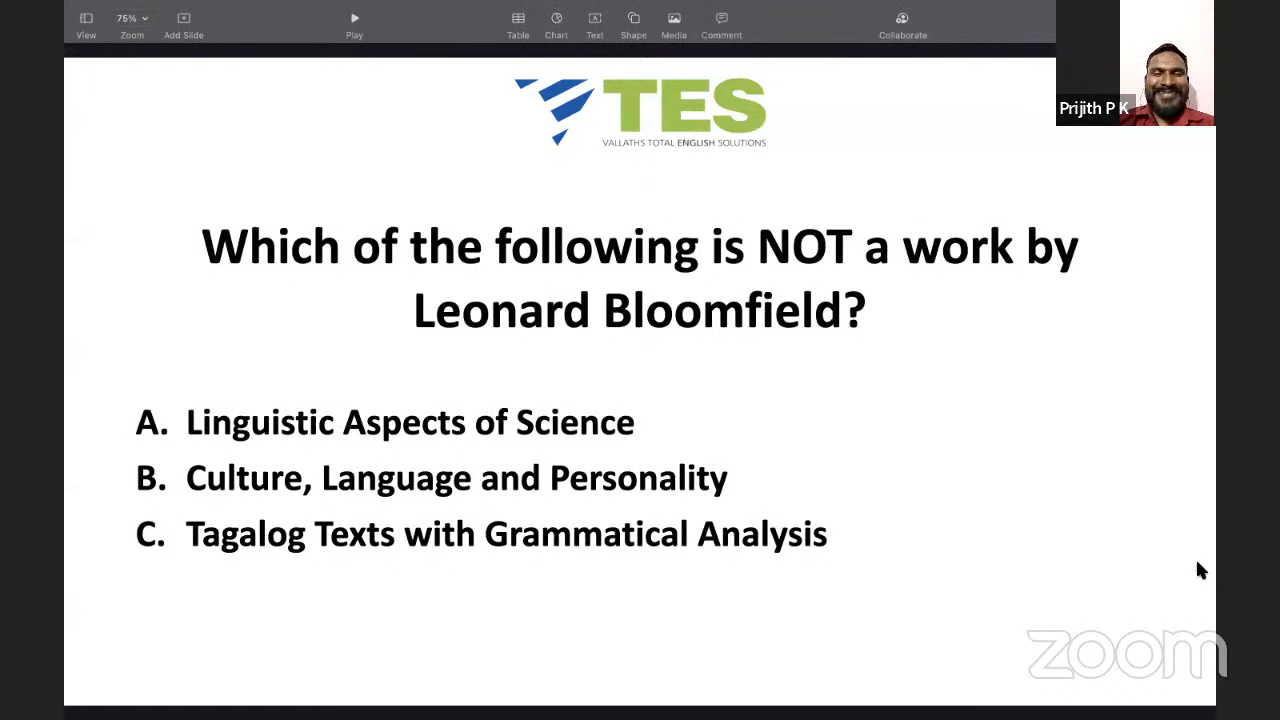 75%
View Zoom Add Slide Play Table Chart Text Shape Media Comment Collaborate
Prijith P K
TES
VALLATHS TOTAL ENGLISH SOLUTIONS
Which of the following is NOT a work by
Leonard Bloomfield?
A. Linguistic Aspects of Science
B. Culture, Language and Personality
C. Tagalog Texts with Grammatical Analysis
zoom